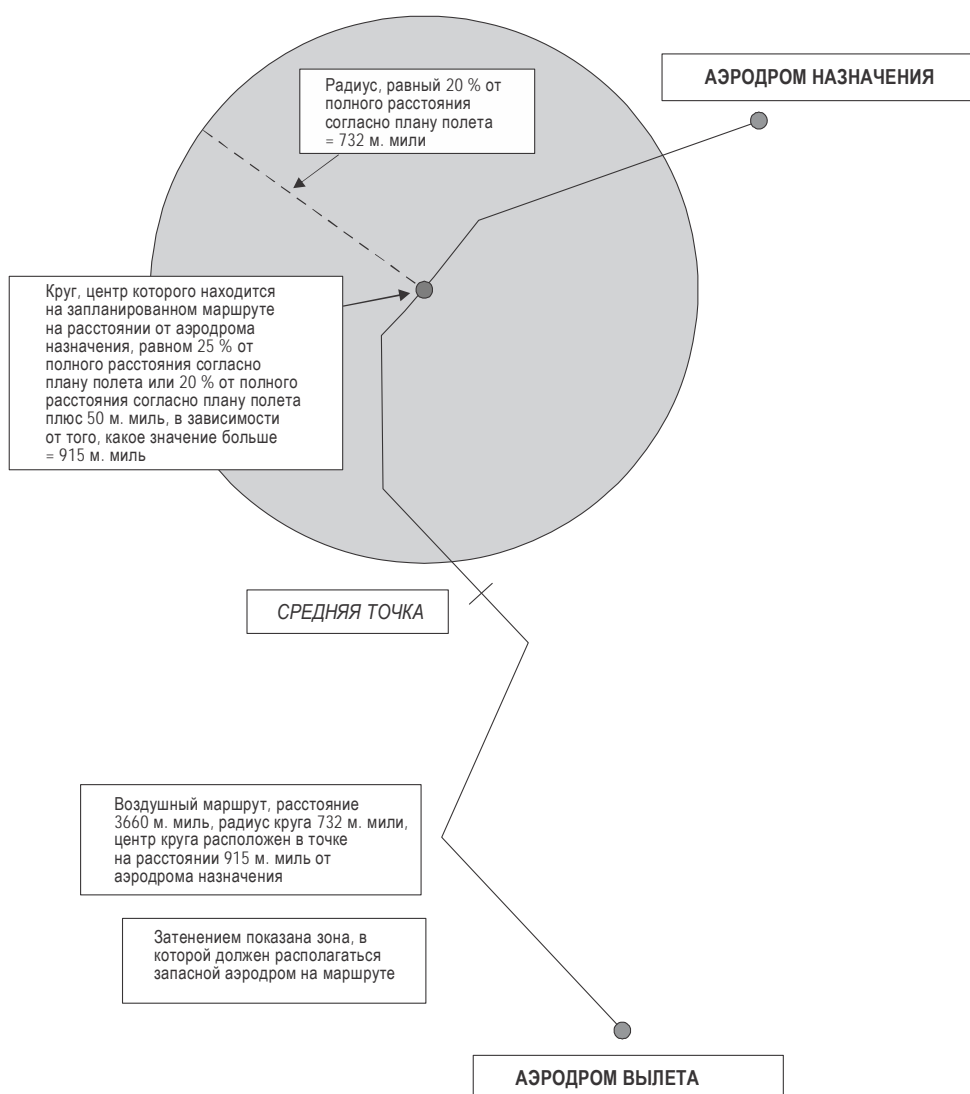 АЭРОДРОМ НАЗНАЧЕНИЯ
Радиус, равный 20 % от
полного расстояния
согласно плану полета
= 732 м. мили
Круг, центр которого находится
на запланированном маршруте
на расстоянии от аэродрома
назначения, равном 25 % от
полного расстояния согласно
плану полета или 20 % от полного
расстояния согласно плану полета
плюс 50 м. миль, в зависимости
от того, какое значение больше
= 915 м. миль
СРЕДНЯЯ ТОЧКА
Воздушный маршрут, расстояние
3660 м. миль, радиус круга 732 м. мили,
центр круга расположен в точке
на расстоянии 915 м. миль от
аэродрома назначения
Затенением показана зона, в
которой должен располагаться
запасной аэродром на маршруте
АЭРОДРОМ ВЫЛЕТА